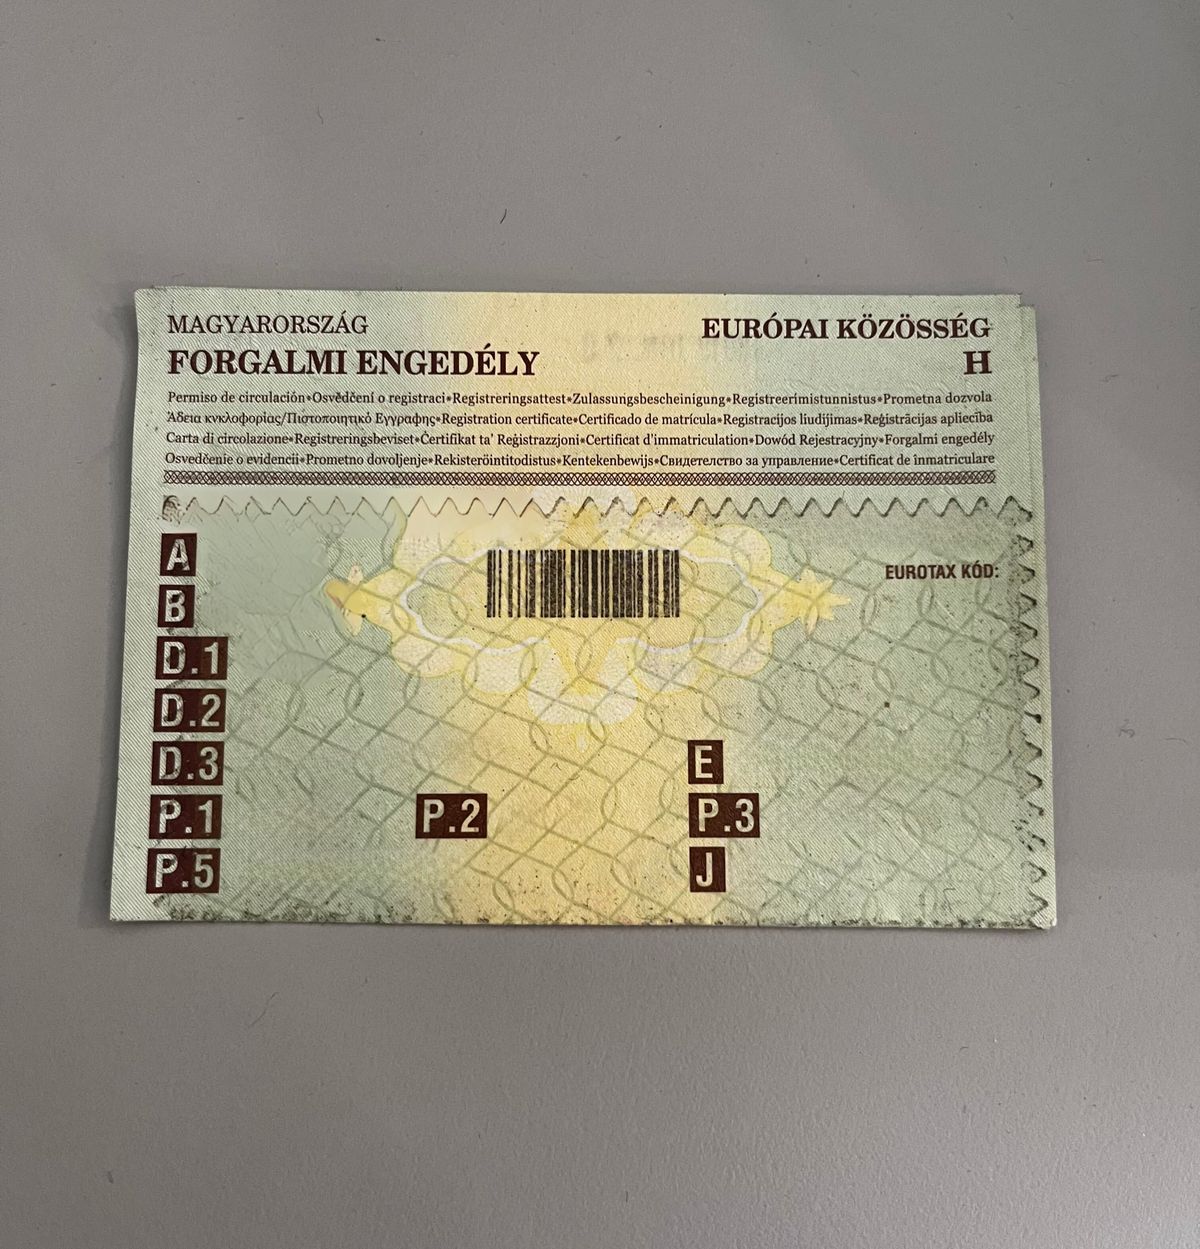 MAGYARORSZÁG
EURÓPAI KÖZÖSSÉG
FORGALMI ENGEDÉLY
H
Permiso de circulación•Osvědčení o registraci•Registreringsattest•Zulassungsbescheinigung•Registreerimistunnistus•Prometna dozvola
Άδεια κυκλοφορίας/Πιστοποιητικό Εγγραφης•Registration certificate•Certificado de matrícula•Registracijos liudijimas•Reģistrācijas apliecība
Carta di circolazione•Registreringsbeviset•Ċertifikat ta' Reġistrazzjoni•Certificat d'immatriculation•Dowód Rejestracyjny•Forgalmi engedély
Osvedčenie o evidencii•Prometno dovoljenje•Rekisteröintitodistus•Kentekenbewijs•Свидетелство за управление•Certificat de înmatriculare
A
EUROTAX KÓD:
B
D.1
D.2
D.3
E
P.1
P.2
P.3
P.5
J